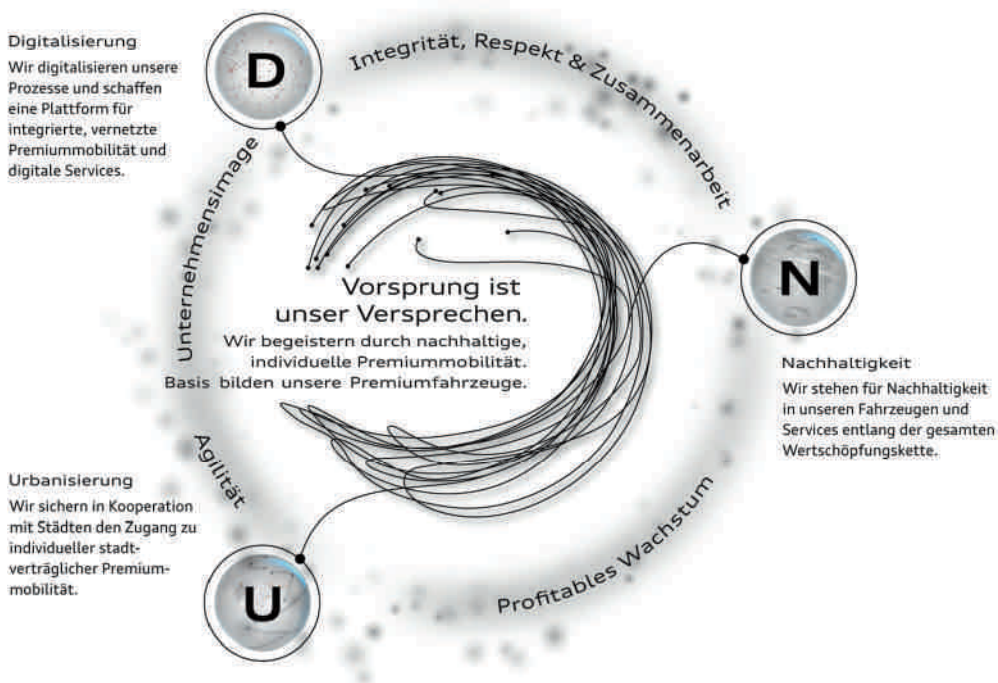 Digitalisierung
Wir digitalisieren unsere
Prozesse und schaffen
eine Plattform für
integrierte, vernetzte
Premiummobilität und
digitale Services.
D
Integrität, Respekt & Zusammenarbeit
Unternehmensimage
N
Vorsprung ist
unser Versprechen.
Wir begeistern durch nachhaltige,
individuelle Premiummobilität.
Basis bilden unsere Premiumfahrzeuge.
Nachhaltigkeit
Wir stehen für Nachhaltigkeit
in unseren Fahrzeugen und
Services entlang der gesamten
Wertschöpfungskette.
Agilität
Urbanisierung
Wir sichern in Kooperation
mit Städten den Zugang zu
individueller stadt-
verträglicher Premium-
mobilität.
U
Profitables Wachstum